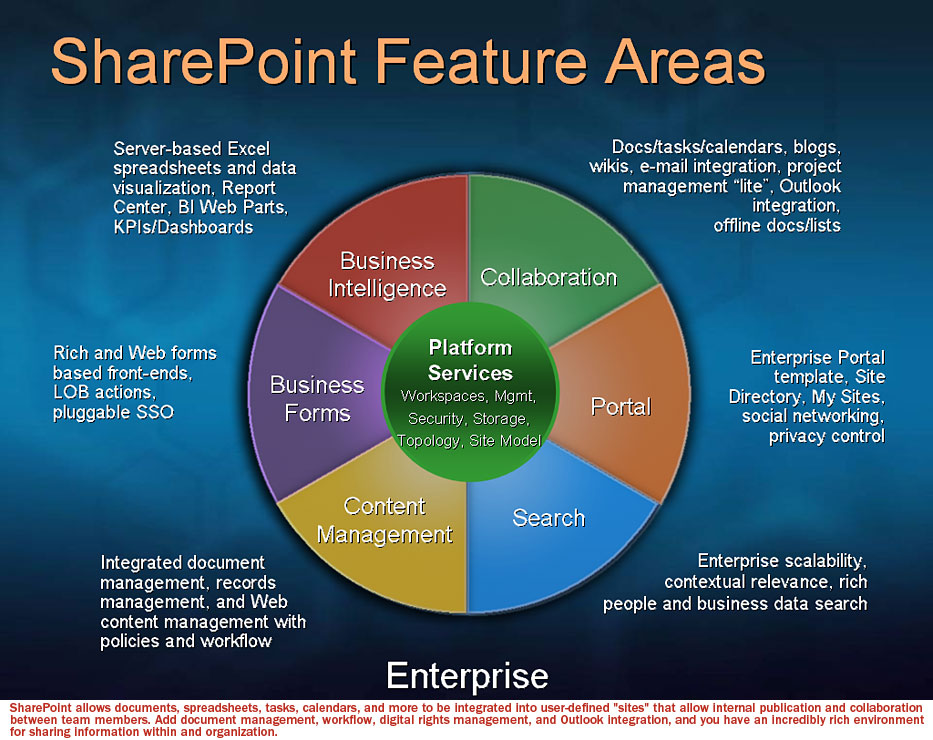 SharePoint Feature Areas
Server-based Excel
spreadsheets and data
visualization, Report
Center, BI Web Parts,
KPIs/Dashboards
Docs/tasks/calendars, blogs,
wikis, e-mail integration, project
management “lite”, Outlook
integration,
offline docs/lists
Business
Intelligence
Collaboration
Rich and Web forms
based front-ends,
LOB actions,
pluggable SSO
Business
Forms
Platform
Services
Workspaces, Mgmt,
Security, Storage,
Topology, Site Model
Portal
Enterprise Portal
template, Site
Directory, My Sites,
social networking,
privacy control
Content
Management
Search
Integrated document
management, records
management, and Web
content management with
policies and workflow
Enterprise scalability,
contextual relevance, rich
people and business data search
Enterprise
SharePoint allows documents, spreadsheets, tasks, calendars, and more to be integrated into user-defined "sites" that allow internal publication and collaboration
between team members. Add document management, workflow, digital rights management, and Outlook integration, and you have an incredibly rich environment
for sharing information within and organization.